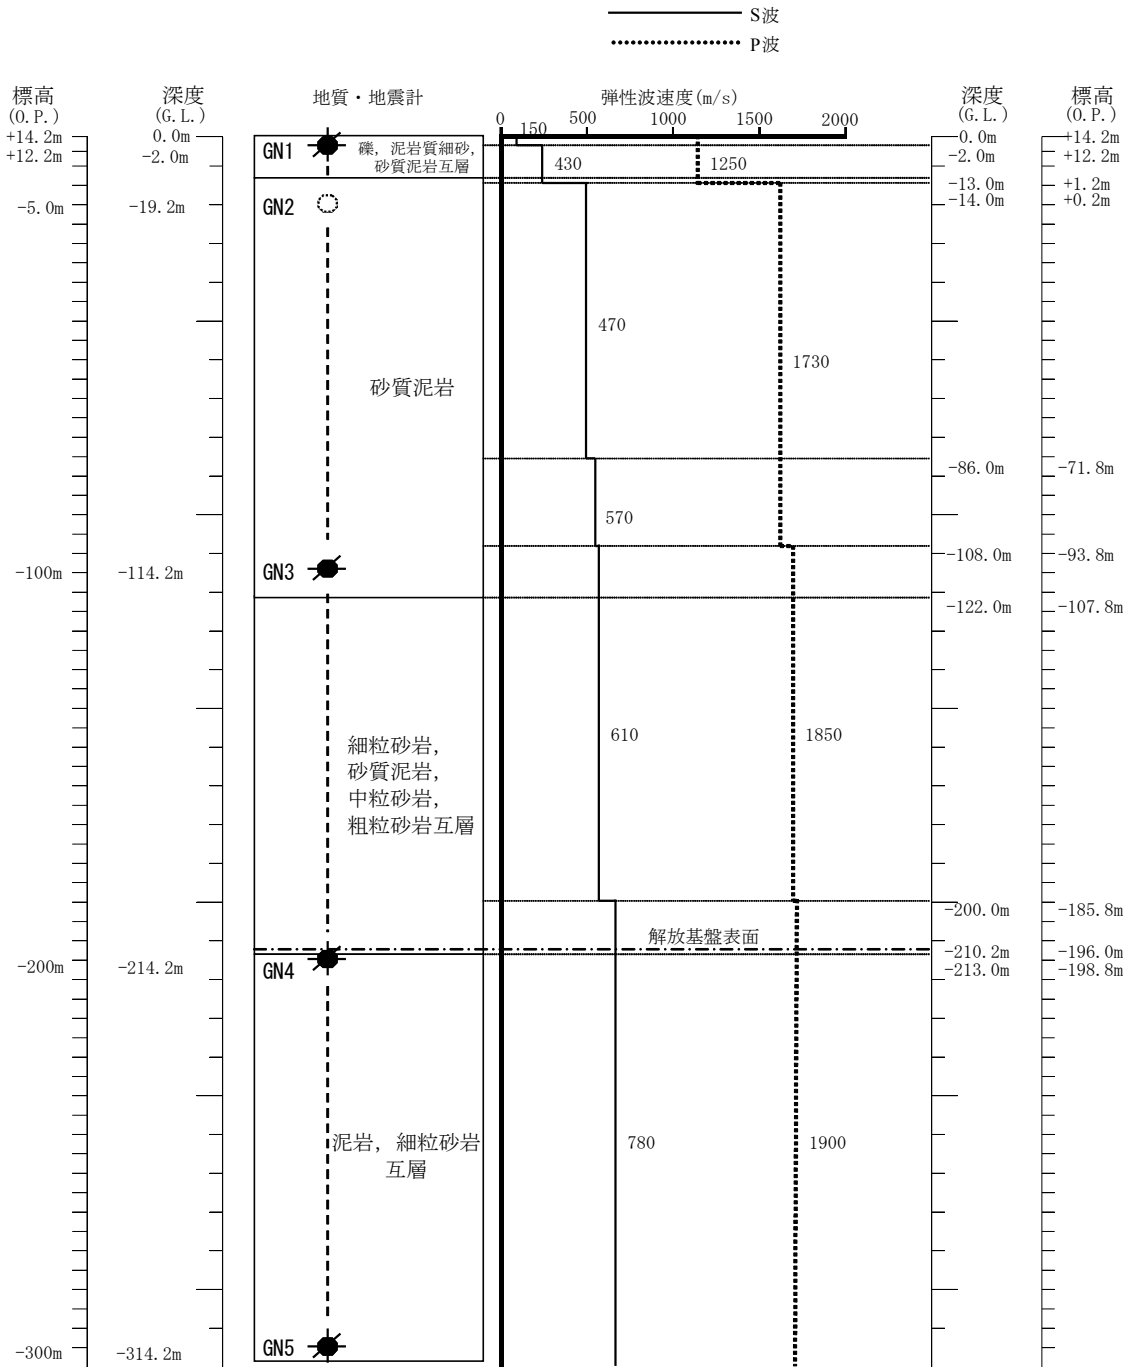 S波
P波
標高
(O.P.)
深度
(G.L.)
地質・地震計
弾性波速度(m/s)
深度
(G.L.)
標高
(O.P.)
0
500
1000
1500
2000
+14.2m
0.0m
150
-0.0m
+14.2m
+12.2m
-2.0m
GN1
礫，泥岩質細砂，
砂質泥岩互層
430
1250
-2.0m
+12.2m
-13.0m
+1.2m
-14.0m
+0.2m
-5.0m
-19.2m
GN2
470
1730
砂質泥岩
-86.0m
-71.8m
570
-108.0m
-93.8m
-100m
-114.2m
GN3
-122.0m
-107.8m
610
1850
細粒砂岩，
砂質泥岩，
中粒砂岩，
粗粒砂岩互層
-200.0m
-185.8m
解放基盤表面
-210.2m
-196.0m
-200m
-214.2m
GN4
-213.0m
-198.8m
泥岩，細粒砂岩
互層
780
1900
-300m
-314.2m
GN5